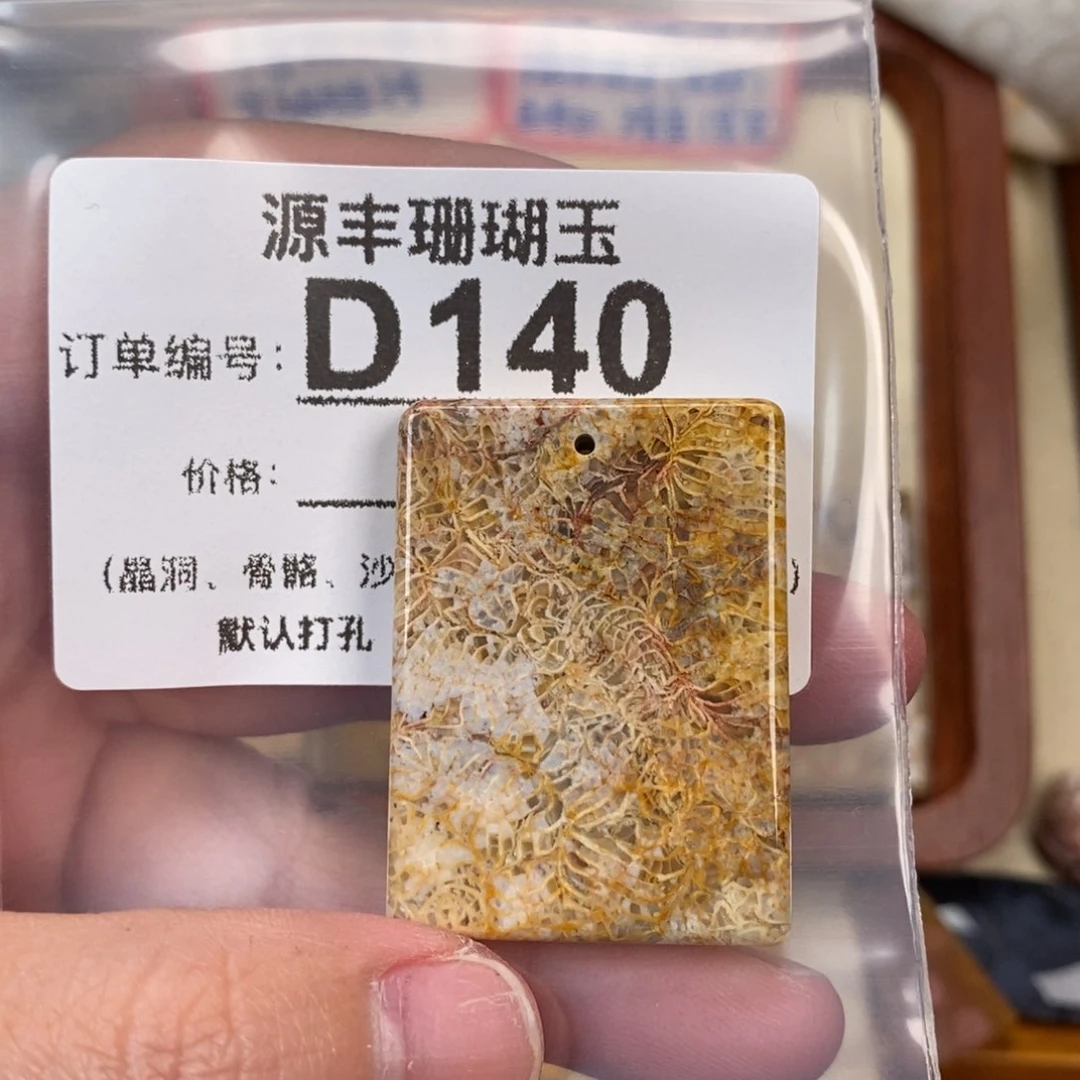 源丰珊瑚玉
订单编号: D140
价格:
(晶洞、骨骼、沙
)
默认打孔